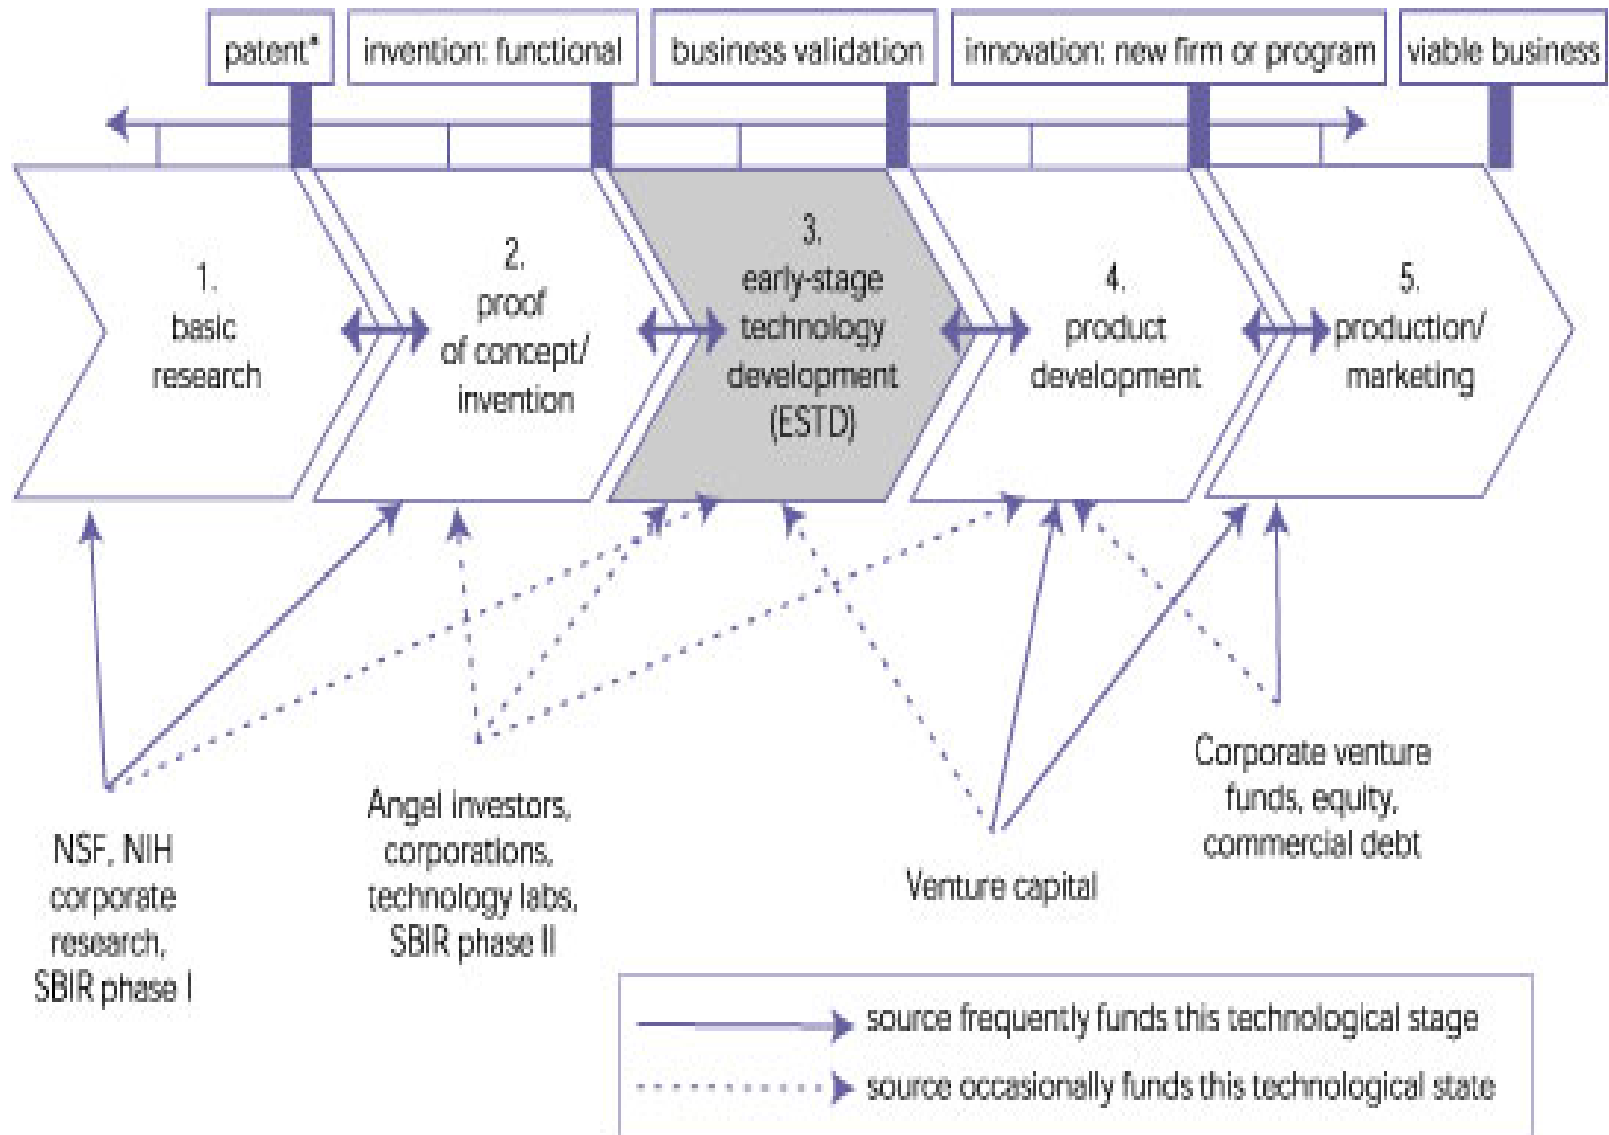 patent*
invention: functional
business validation
innovation: new firm or program
viable business
1.
basic
research
2.
proof
of concept/
invention
3.
early-stage
technology
development
(ESTD)
4.
product
development
5.
production/
marketing
NSF, NIH
corporate
research,
SBIR phase I
Angel investors,
corporations,
technology labs,
SBIR phase II
Venture capital
Corporate venture
funds, equity,
commercial debt
source frequently funds this technological stage
source occasionally funds this technological state